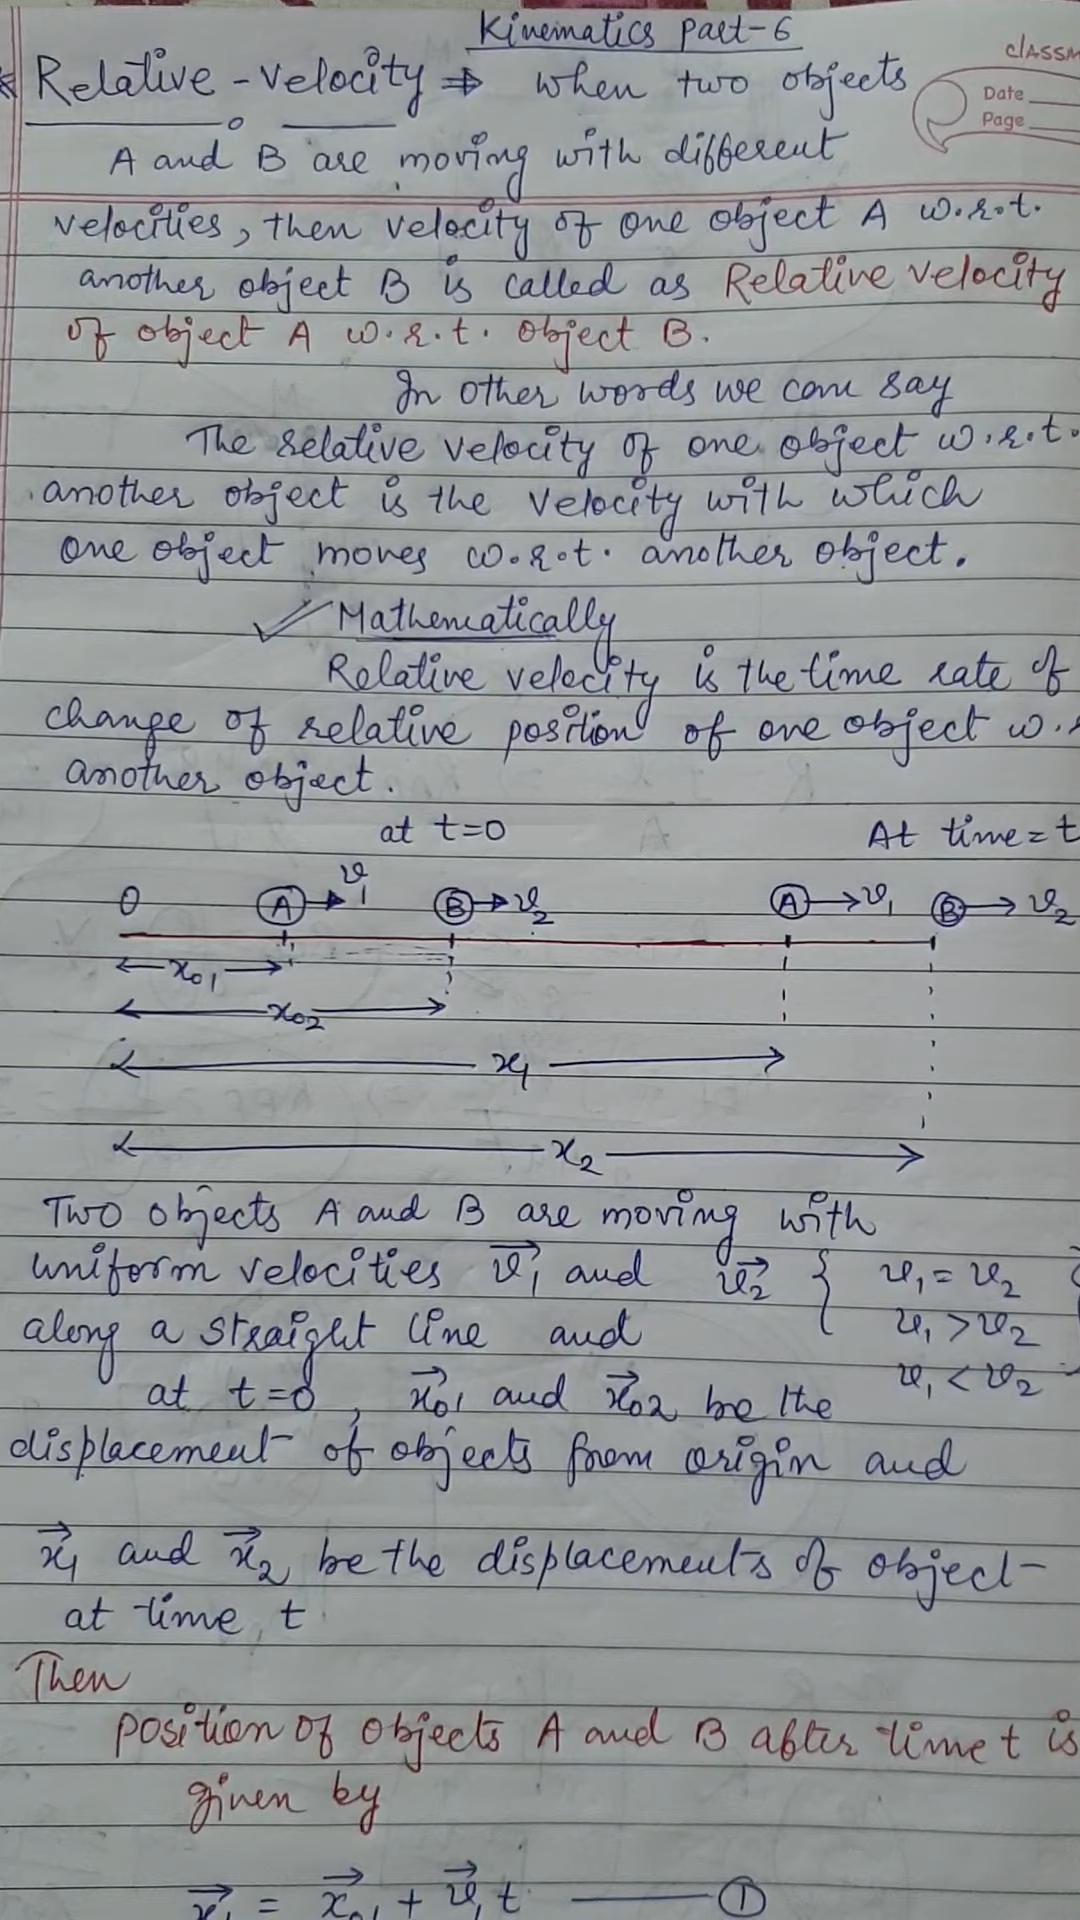 Kinematics part-6
classm
Date
Page
Relative-velocity ⇒ when two objects
A and B are moving with different
velocities, then velocity of one object A w.r.t.
another object B is called as Relative velocity
of object A w.r.t. object B.
In other words we can say
The relative velocity of one object w.r.t.
another object is the velocity with which
one object moves w.r.t. another object.
✓ Mathematically
Relative velocity is the time rate of
change of relative position of one object w.r
another object.
at t=0 At time = t
O A → v₁ B → v₂ A → v₁ B → v₂
x₀₁
x₀₂
x₁
x₂
Two objects A and B are moving with
uniform velocities v⃗₁ and v⃗₂ { v₁ = v₂
along a straight line and v₁ > v₂
v₁ < v₂
at t=0, x⃗₀₁ and x⃗₀₂ be the
displacement of objects from origin and
x⃗₁ and x⃗₂ be the displacements of object
at time, t
Then
position of objects A and B after time t is
given by
x⃗₁ = x⃗₀₁ + v⃗₁t —— ①